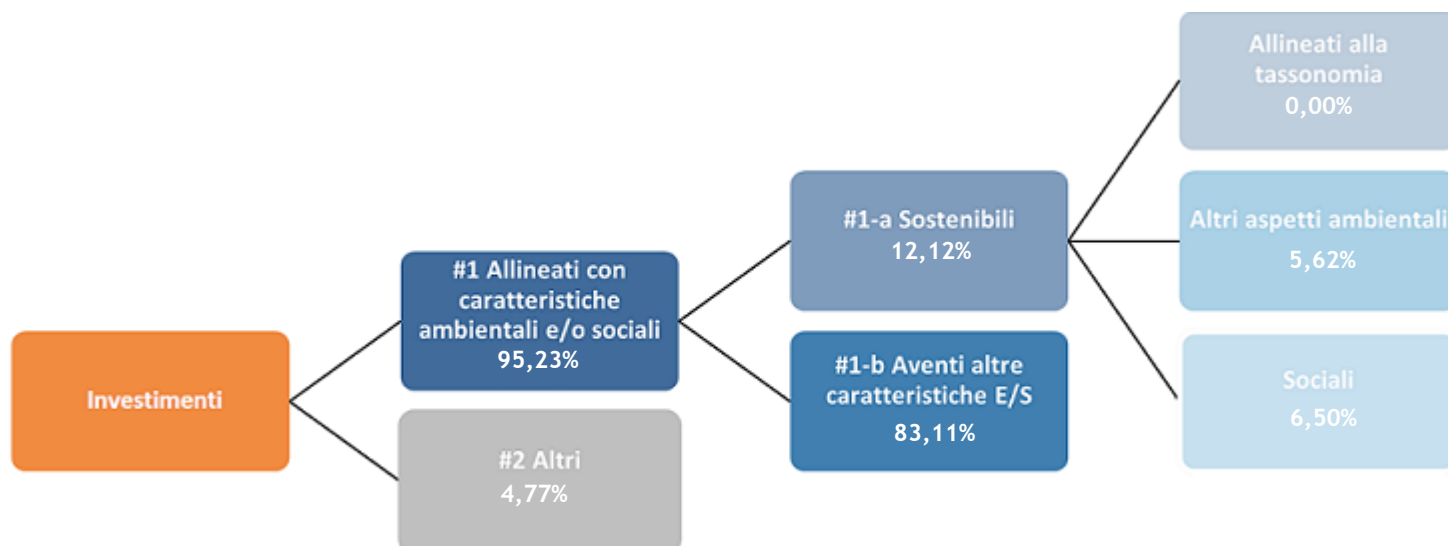 Investimenti
#1 Allineati con
caratteristiche
ambientali e/o sociali
95,23%
#2 Altri
4,77%
#1-a Sostenibili
12,12%
#1-b Aventi altre
caratteristiche E/S
83,11%
Allineati alla
tassonomia
0,00%
Altri aspetti ambientali
5,62%
Sociali
6,50%